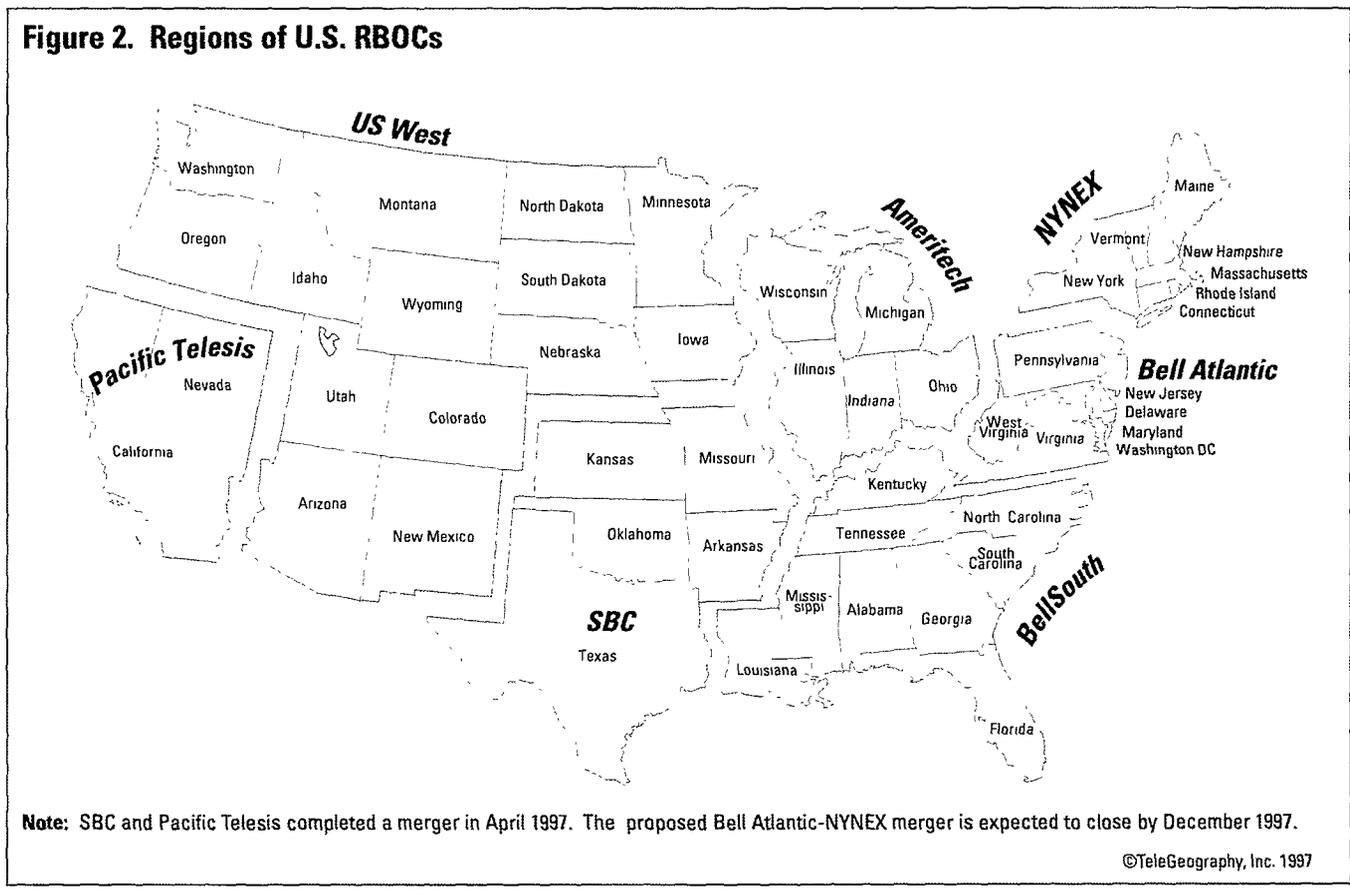 Figure 2. Regions of U.S. RBOCs
US West
Washington
Montana
North Dakota
Minnesota
Oregon
Idaho
Wyoming
South Dakota
Nebraska
Iowa
Utah
Colorado
Arizona
New Mexico
Pacific Telesis
Nevada
California
Ameritech
Wisconsin
Michigan
Illinois
Indiana
Ohio
NYNEX
Maine
Vermont
New Hampshire
New York
Massachusetts
Rhode Island
Connecticut
Bell Atlantic
Pennsylvania
New Jersey
Delaware
West
Virginia
Virginia
Maryland
Washington DC
Kansas
Missouri
Oklahoma
Arkansas
SBC
Texas
Kentucky
Tennessee
North Carolina
South
Carolina
Missis-
sippi
Alabama
Georgia
BellSouth
Louisiana
Florida
Note: SBC and Pacific Telesis completed a merger in April 1997. The proposed Bell Atlantic-NYNEX merger is expected to close by December 1997.
©TeleGeography, Inc. 1997